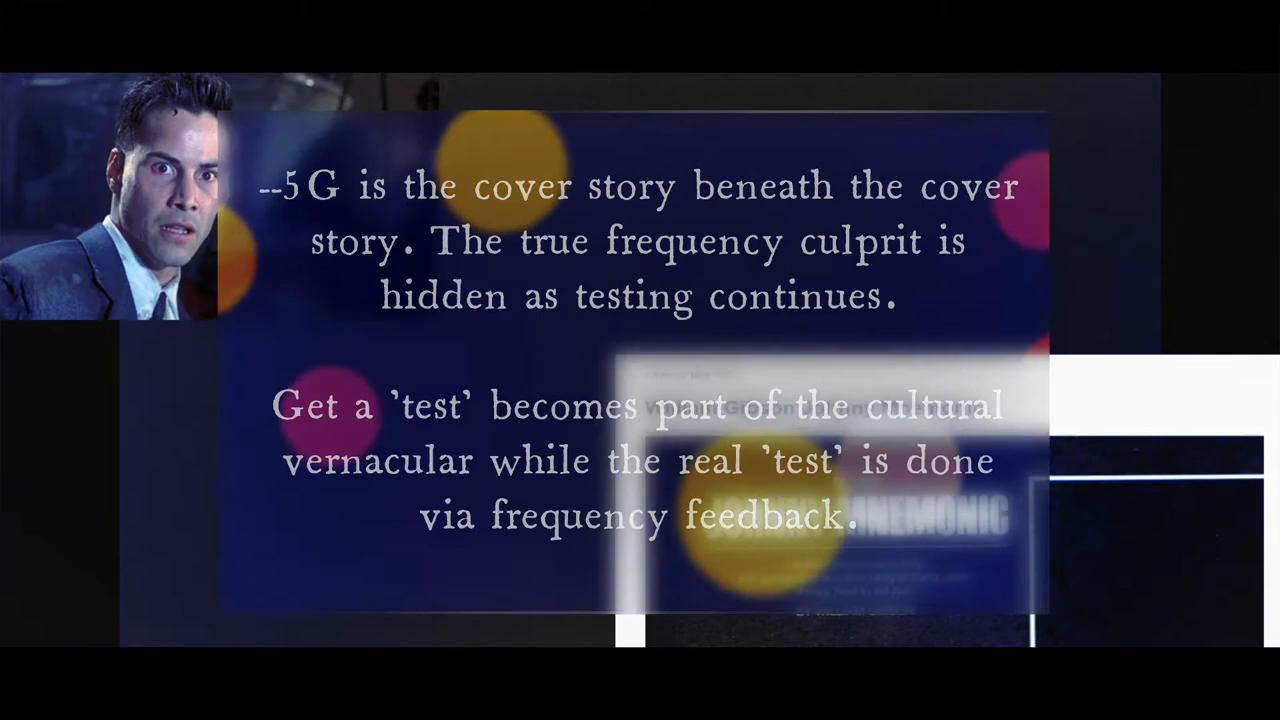 --5G is the cover story beneath the cover
story. The true frequency culprit is
hidden as testing continues.
Get a 'test' becomes part of the cultural
vernacular while the real 'test' is done
via frequency feedback.
MNEMONIC